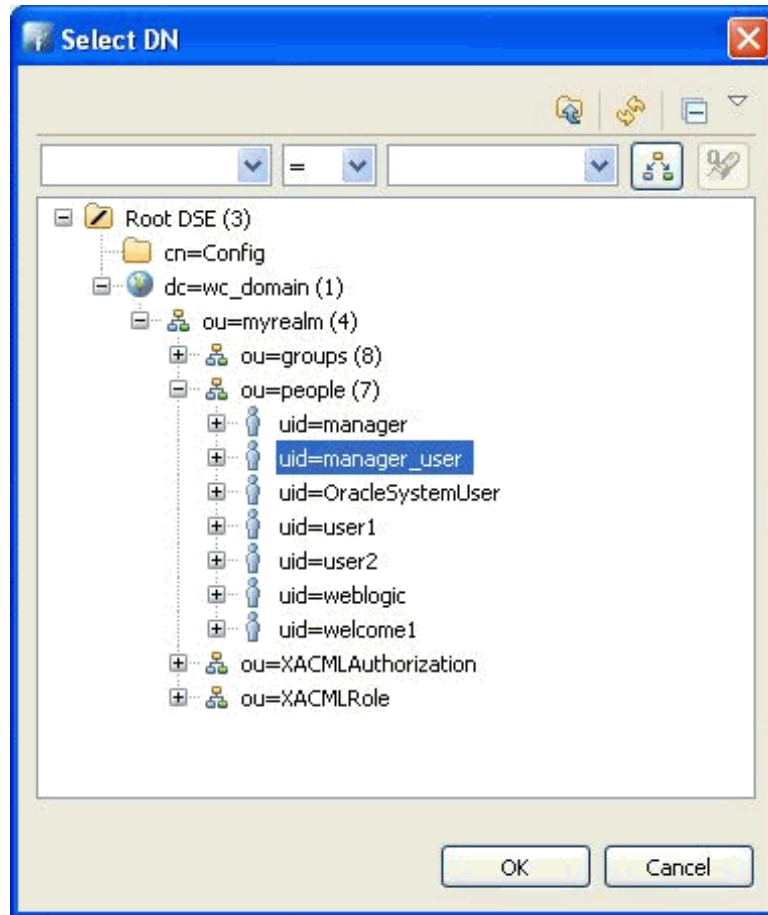 Select DN
=
Root DSE (3)
cn=Config
dc=wc_domain (1)
ou=myrealm (4)
ou=groups (8)
ou=people (7)
uid=manager
uid=manager_user
uid=OracleSystemUser
uid=user1
uid=user2
uid=weblogic
uid=welcome1
ou=XACMLAuthorization
ou=XACMLRole
OK Cancel